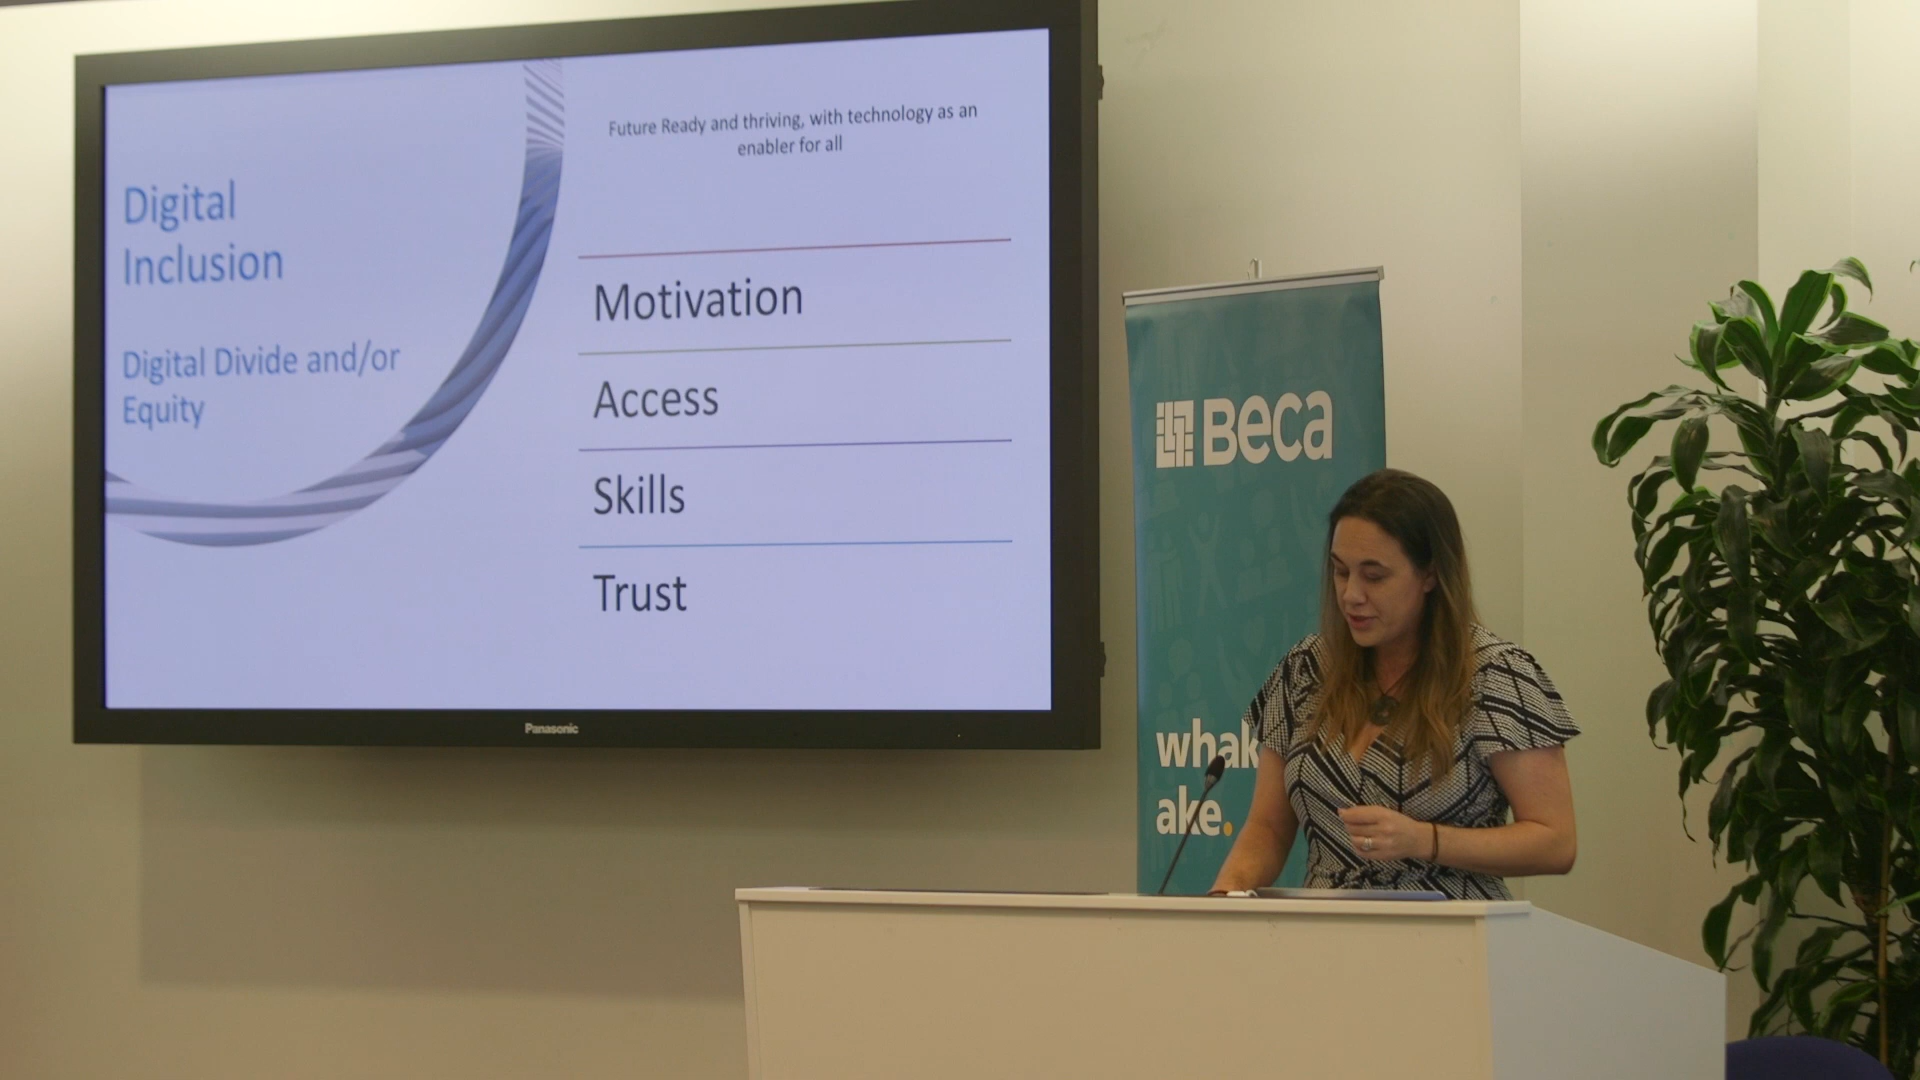 Digital
Inclusion
Digital Divide and/or
Equity
Future Ready and thriving, with technology as an
enabler for all
Motivation
Access
Skills
Trust
Panasonic
Beca
ake.